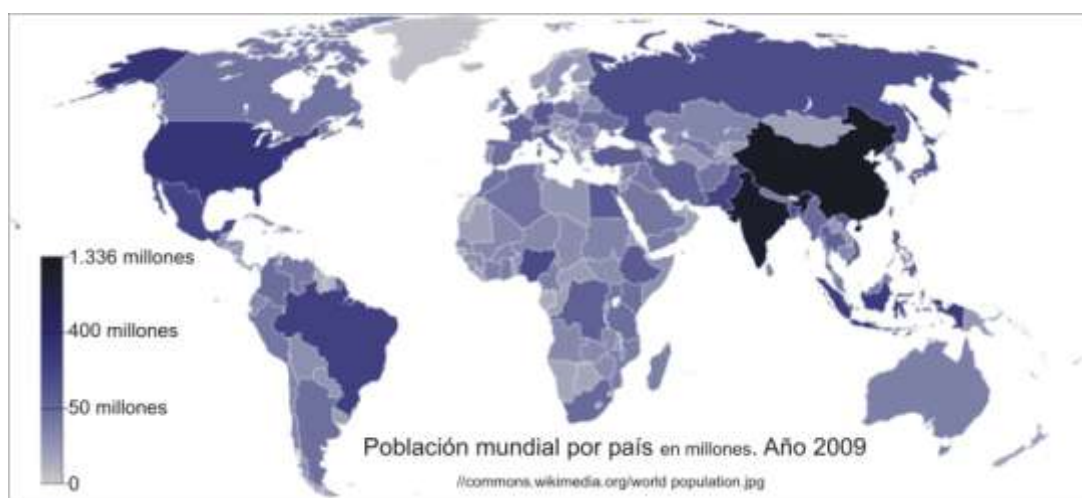 1.336 millones
400 millones
50 millones
0
Población mundial por país en millones. Año 2009
//commons.wikimedia.org/world population.jpg